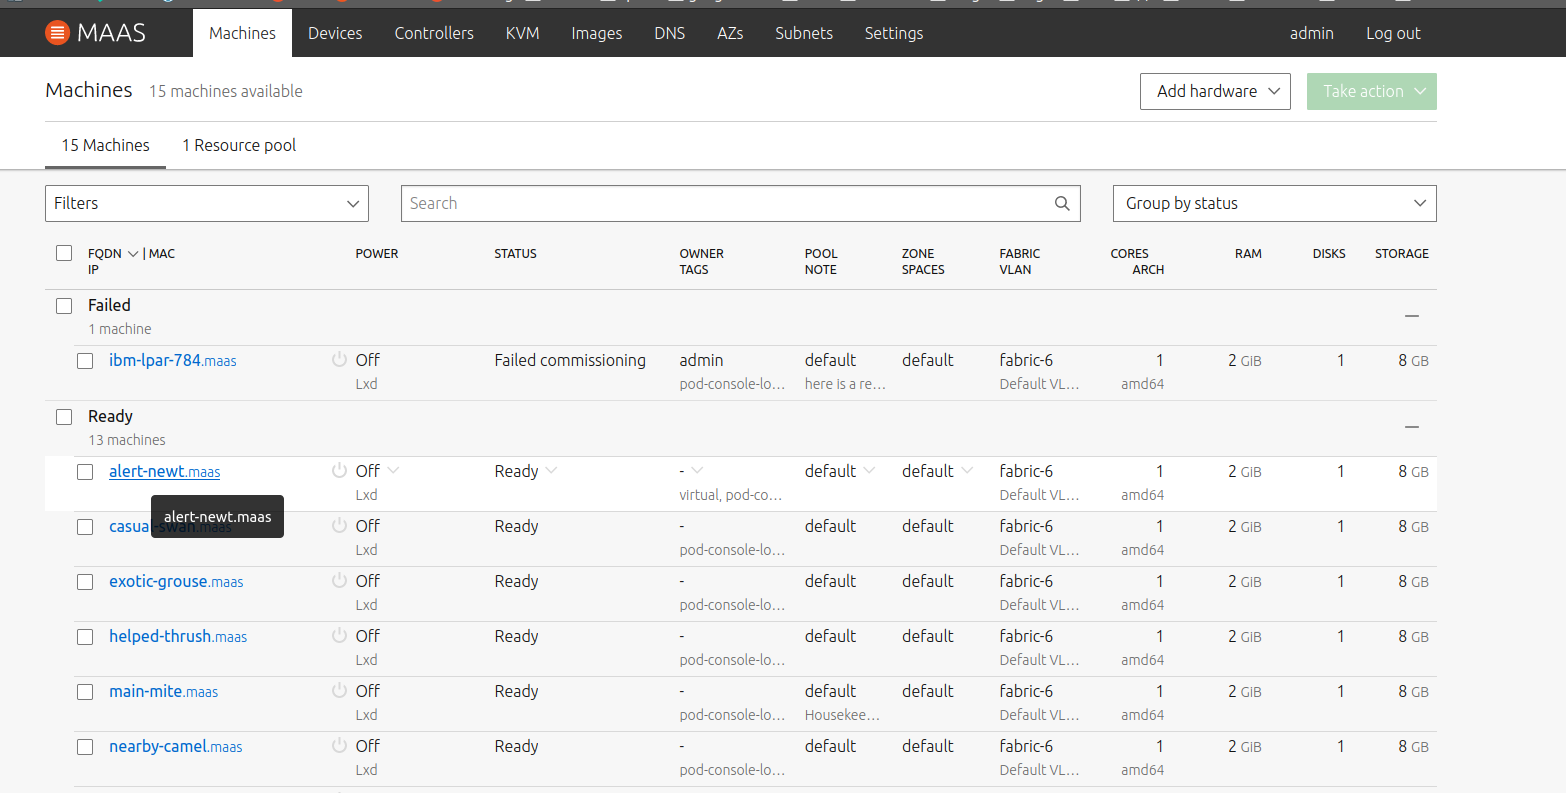 MAAS Machines Devices Controllers KVM Images DNS AZs Subnets Settings admin Log out
Machines 15 machines available Add hardware Take action
15 Machines 1 Resource pool
Filters Search Group by status
FQDN | MAC POWER STATUS OWNER POOL ZONE FABRIC CORES RAM DISKS STORAGE
IP TAGS NOTE SPACES VLAN ARCH
Failed
1 machine
ibm-lpar-784.maas Off Failed commissioning admin default default fabric-6 1 2 GiB 1 8 GB
Lxd pod-console-lo... here is a re... Default VL... amd64
Ready
13 machines
alert-newt.maas Off Ready - default default fabric-6 1 2 GiB 1 8 GB
Lxd virtual, pod-co... Default VL... amd64
alert-newt.maas
casual-swan.maas Off Ready - default default fabric-6 1 2 GiB 1 8 GB
Lxd pod-console-lo... Default VL... amd64
exotic-grouse.maas Off Ready - default default fabric-6 1 2 GiB 1 8 GB
Lxd pod-console-lo... Default VL... amd64
helped-thrush.maas Off Ready - default default fabric-6 1 2 GiB 1 8 GB
Lxd pod-console-lo... Default VL... amd64
main-mite.maas Off Ready - default default fabric-6 1 2 GiB 1 8 GB
Lxd pod-console-lo... Housekee... Default VL... amd64
nearby-camel.maas Off Ready - default default fabric-6 1 2 GiB 1 8 GB
Lxd pod-console-lo... Default VL... amd64